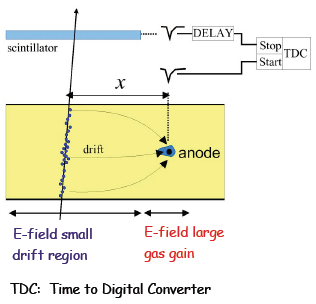 scintillator
DELAY
Stop
Start
TDC
x
drift
anode
E-field small
drift region
E-field large
gas gain
TDC: Time to Digital Converter